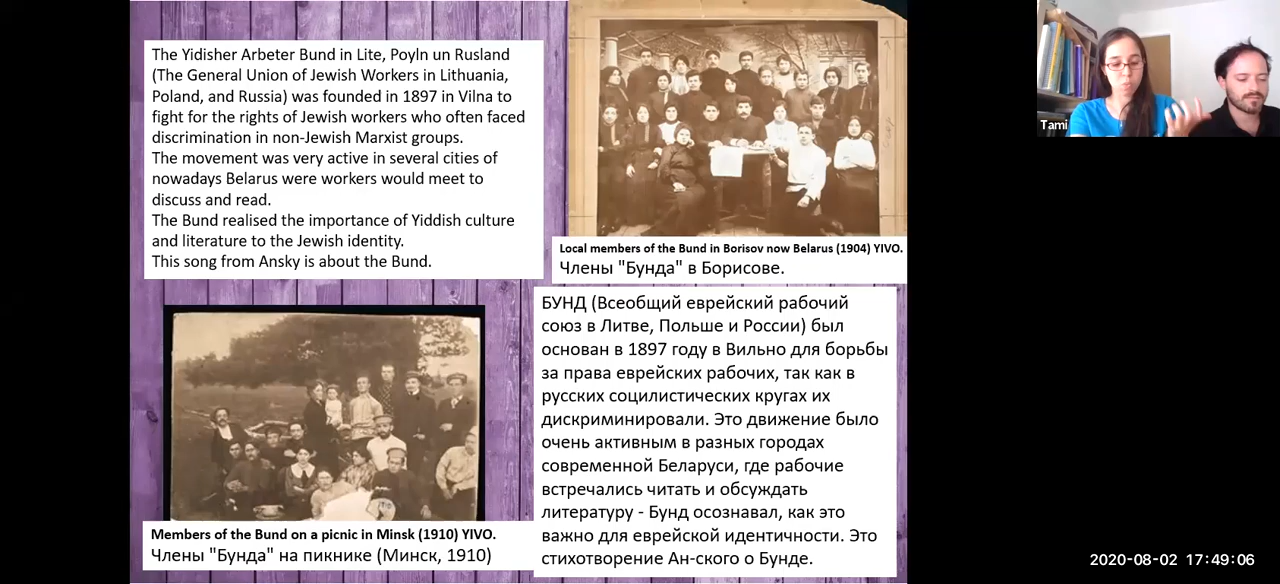 The Yidisher Arbeter Bund in Lite, Poyln un Rusland
(The General Union of Jewish Workers in Lithuania,
Poland, and Russia) was founded in 1897 in Vilna to
fight for the rights of Jewish workers who often faced
discrimination in non-Jewish Marxist groups.
The movement was very active in several cities of
nowadays Belarus were workers would meet to
discuss and read.
The Bund realised the importance of Yiddish culture
and literature to the Jewish identity.
This song from Ansky is about the Bund.
Local members of the Bund in Borisov now Belarus (1904) YIVO.
Члены "Бунда" в Борисове.
Members of the Bund on a picnic in Minsk (1910) YIVO.
Члены "Бунда" на пикнике (Минск, 1910)
БУНД (Всеобщий еврейский рабочий
союз в Литве, Польше и России) был
основан в 1897 году в Вильно для борьбы
за права еврейских рабочих, так как в
русских социлистических кругах их
дискриминировали. Это движение было
очень активным в разных городах
современной Беларуси, где рабочие
встречались читать и обсуждать
литературу - Бунд осознавал, как это
важно для еврейской идентичности. Это
стихотворение Ан-ского о Бунде.
Tami
2020-08-02 17:49:06